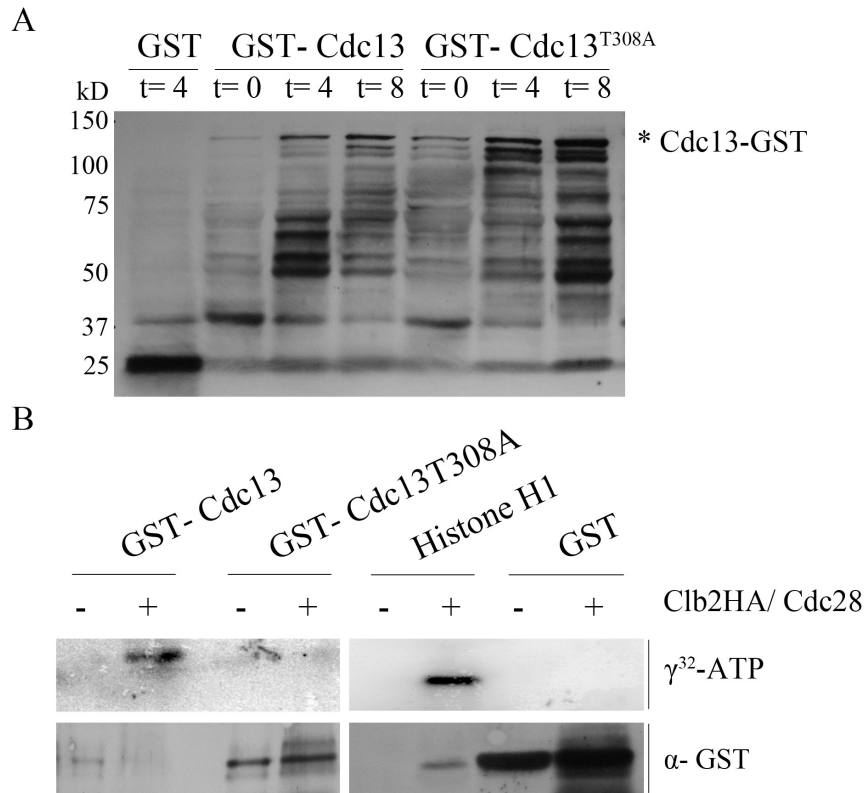 A
GST GST- Cdc13 GST- Cdc13T308A
kD t= 4 t= 0 t= 4 t= 8 t= 0 t= 4 t= 8
150
* Cdc13-GST
100
75
50
37
25
B
GST- Cdc13 GST- Cdc13T308A Histone H1 GST
- + - + - + - + Clb2HA/ Cdc28
γ32-ATP
α- GST